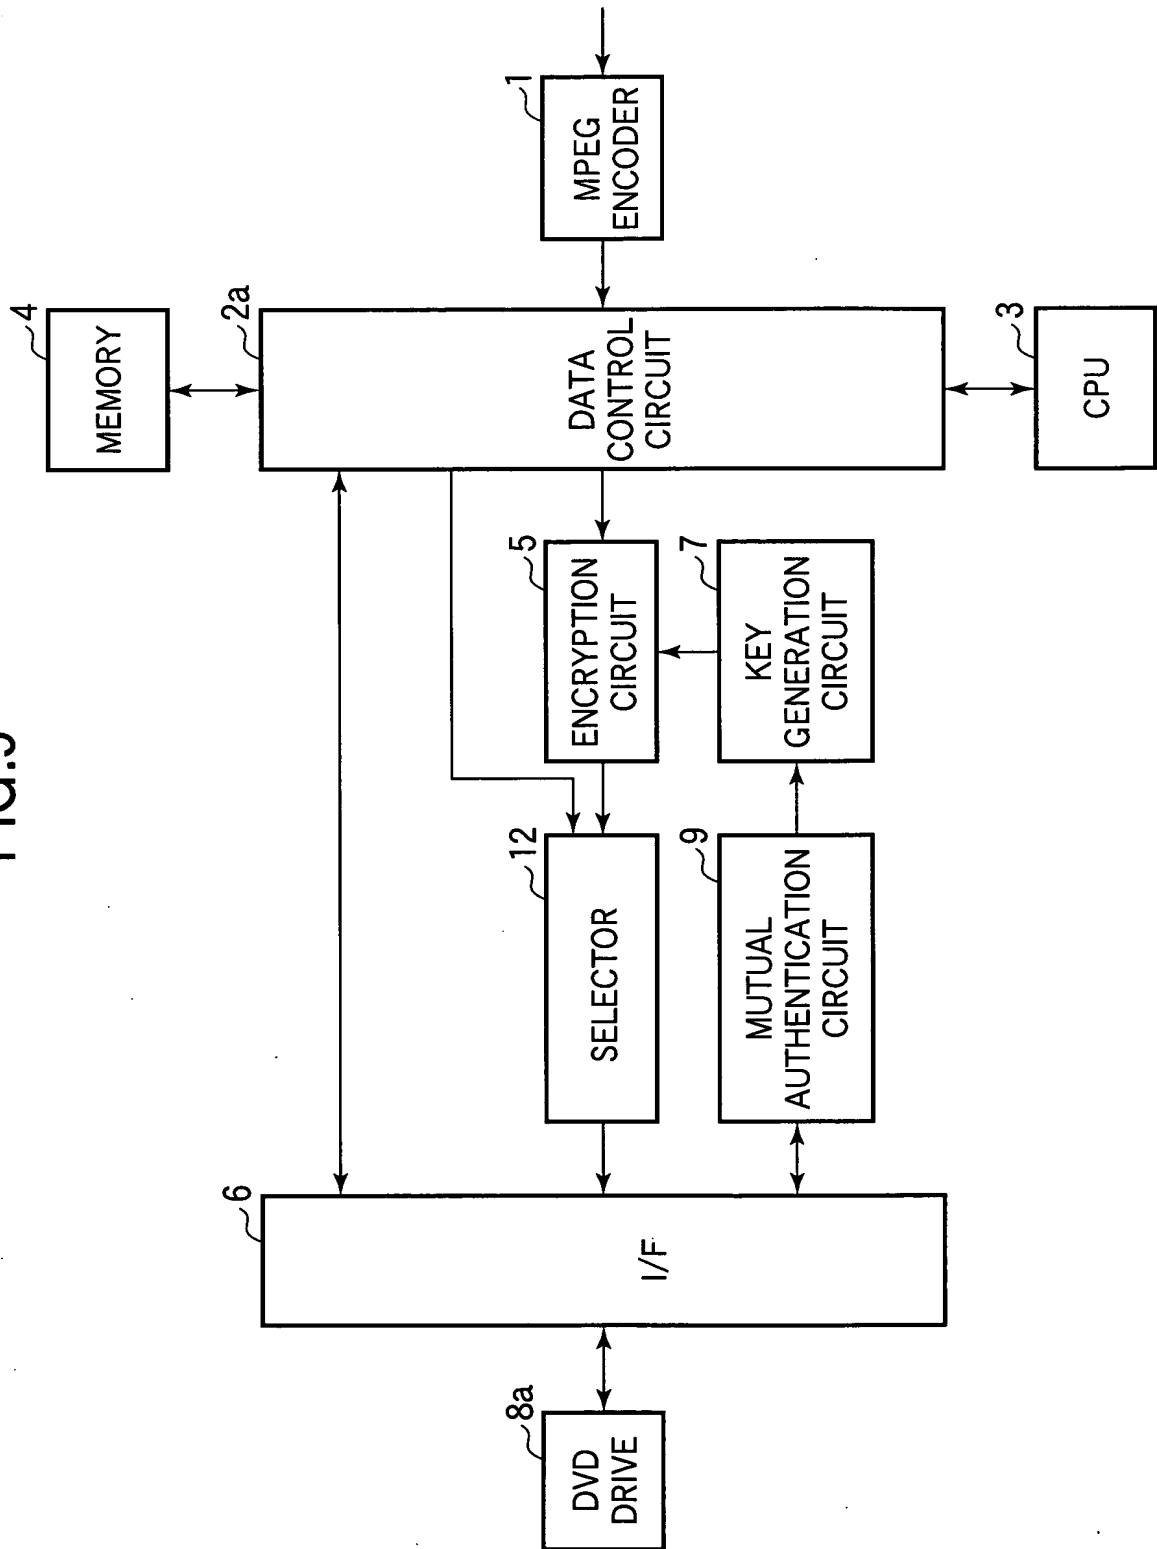 FIG.
4
MEMORY
6
I/F
2a
DATA
CONTROL
CIRCUIT
8a
DVD
DRIVE
12
SELECTOR
5
ENCRYPTION
CIRCUIT
1
MPEG
ENCODER
9
MUTUAL
AUTHENTICATION
CIRCUIT
7
KEY
GENERATION
CIRCUIT
3
CPU